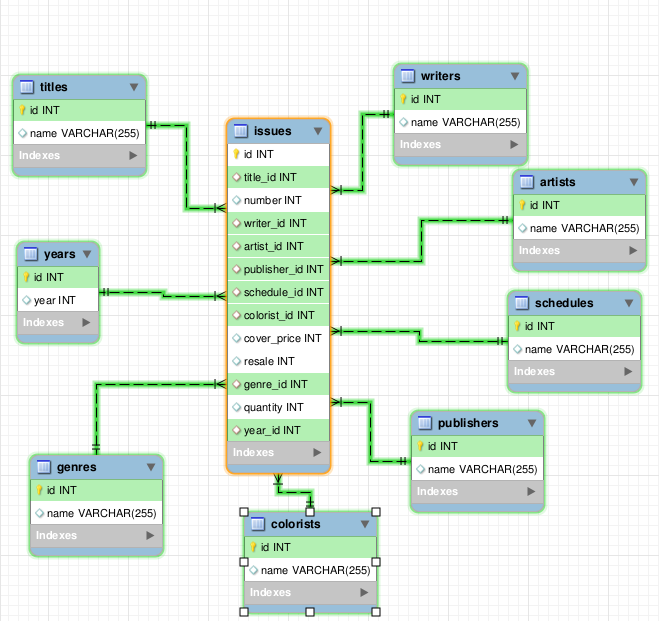 titles
id INT
name VARCHAR(255)
Indexes
years
id INT
year INT
Indexes
genres
id INT
name VARCHAR(255)
Indexes
issues
id INT
title_id INT
number INT
writer_id INT
artist_id INT
publisher_id INT
schedule_id INT
colorist_id INT
cover_price INT
resale INT
genre_id INT
quantity INT
year_id INT
Indexes
colorists
id INT
name VARCHAR(255)
Indexes
writers
id INT
name VARCHAR(255)
Indexes
artists
id INT
name VARCHAR(255)
Indexes
schedules
id INT
name VARCHAR(255)
Indexes
publishers
id INT
name VARCHAR(255)
Indexes